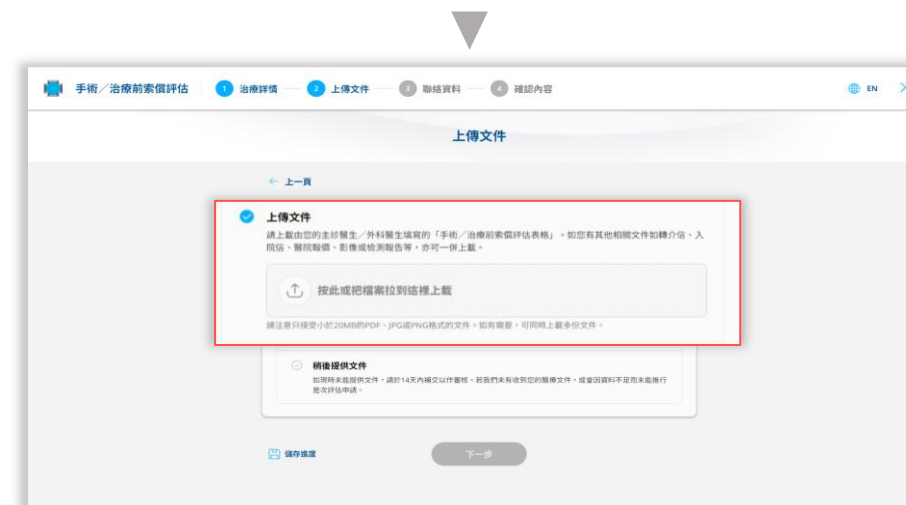 手術／治療前索償評估
1 治療詳情
2 上傳文件
3 聯絡資料
4 確認內容
EN
上傳文件
← 上一頁
上傳文件
請上載由您的主診醫生／外科醫生填寫的「手術／治療前索償評估表格」。如您有其他相關文件如轉介信、入
院信、醫院報價、影像或檢測報告等，亦可一併上載。
按此或把檔案拉到這裡上載
請注意只接受小於20MB的PDF、JPG或PNG格式的文件。如有需要，可同時上載多份文件。
稍後提供文件
如現時未能提供文件，請於14天內補交以作審核。若我們未有收到您的醫療文件，或會因資料不足而未能進行
是次評估申請。
儲存進度
下一步